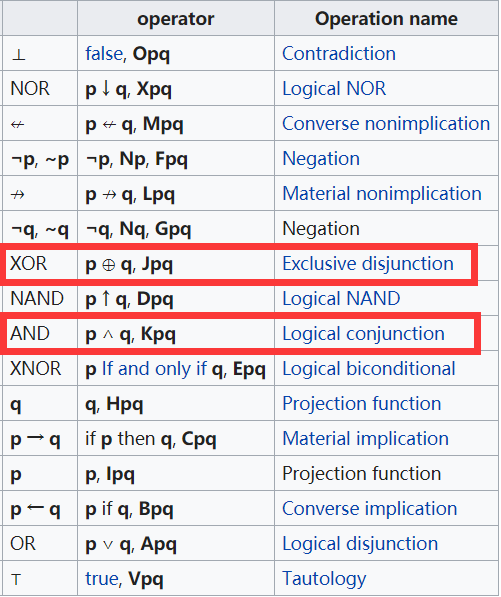 operator Operation name
⊥ false, Opq Contradiction
NOR p ↓ q, Xpq Logical NOR
↚ p ↚ q, Mpq Converse nonimplication
¬p, ~p ¬p, Np, Fpq Negation
↛ p ↛ q, Lpq Material nonimplication
¬q, ~q ¬q, Nq, Gpq Negation
XOR p ⊕ q, Jpq Exclusive disjunction
NAND p ↑ q, Dpq Logical NAND
AND p ∧ q, Kpq Logical conjunction
XNOR p If and only if q, Epq Logical biconditional
q q, Hpq Projection function
p → q if p then q, Cpq Material implication
p p, Ipq Projection function
p ← q p if q, Bpq Converse implication
OR p ∨ q, Apq Logical disjunction
⊤ true, Vpq Tautology